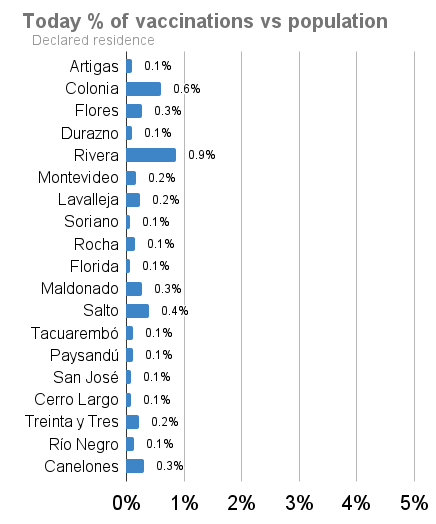 Today % of vaccinations vs population
Declared residence
Artigas 0.1%
Colonia 0.6%
Flores 0.3%
Durazno 0.1%
Rivera 0.9%
Montevideo 0.2%
Lavalleja 0.2%
Soriano 0.1%
Rocha 0.1%
Florida 0.1%
Maldonado 0.3%
Salto 0.4%
Tacuarembó 0.1%
Paysandú 0.1%
San José 0.1%
Cerro Largo 0.1%
Treinta y Tres 0.2%
Río Negro 0.1%
Canelones 0.3%
0% 1% 2% 3% 4% 5%